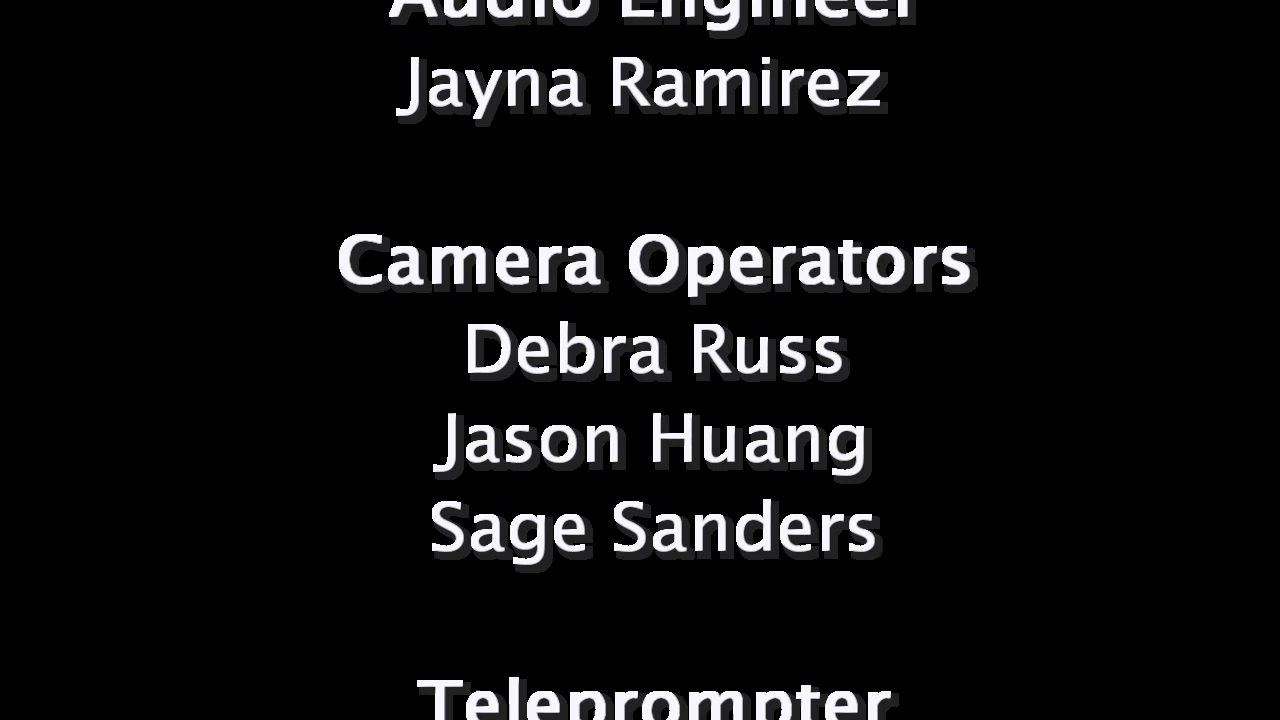 Audio Engineer
Jayna Ramirez
Camera Operators
Debra Russ
Jason Huang
Sage Sanders
Teleprompter